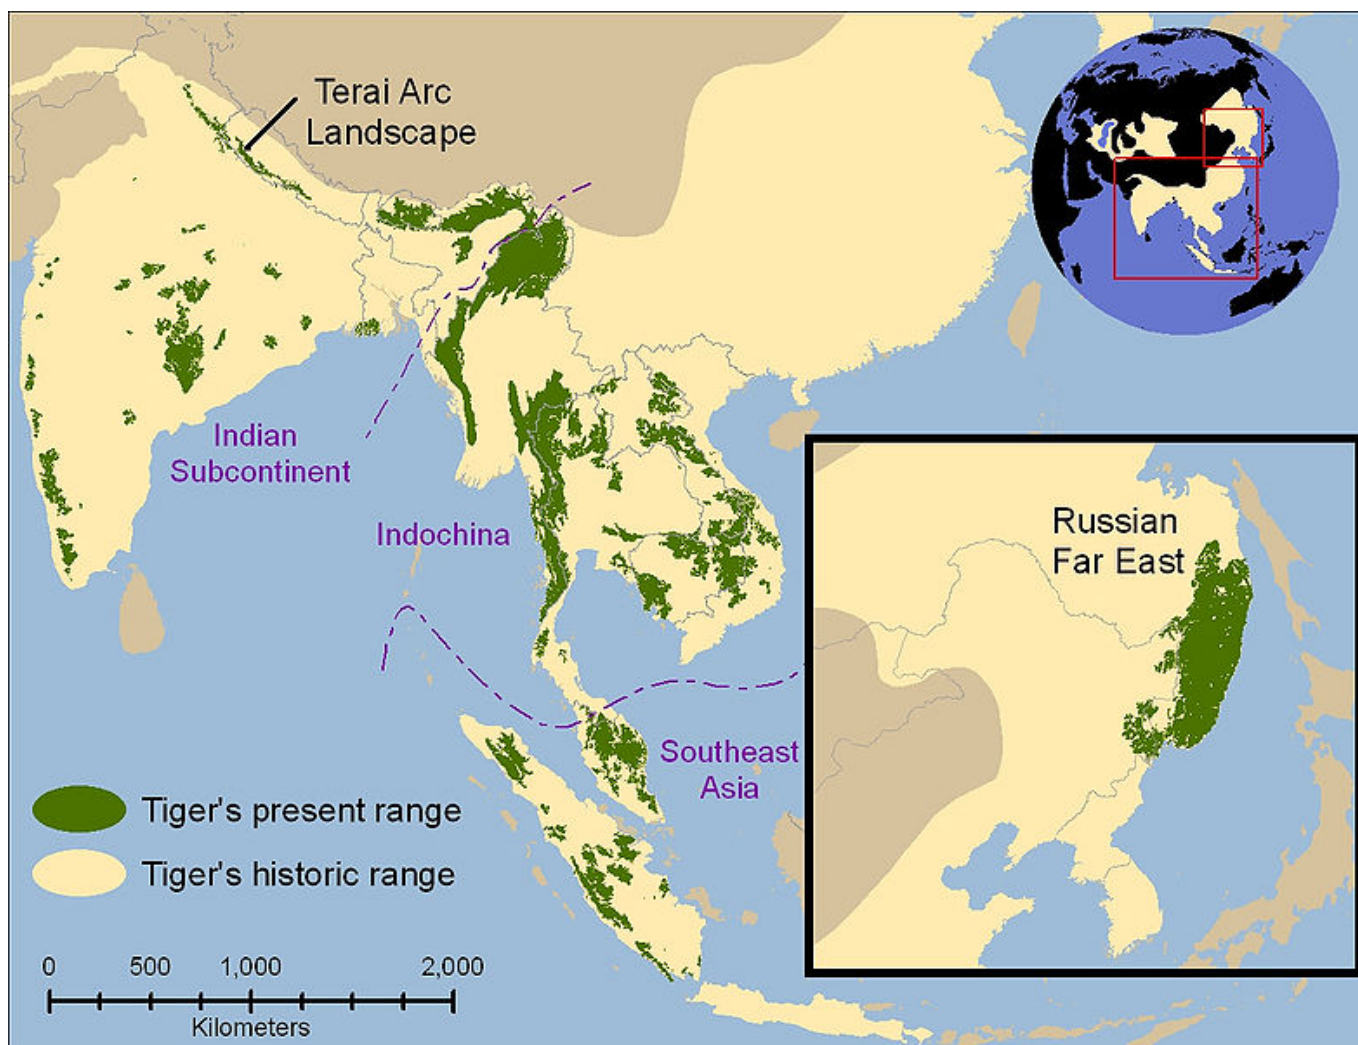 Terai Arc
Landscape
Indian
Subcontinent
Indochina
Southeast
Asia
Russian
Far East
Tiger's present range
Tiger's historic range
0 500 1,000 2,000
Kilometers